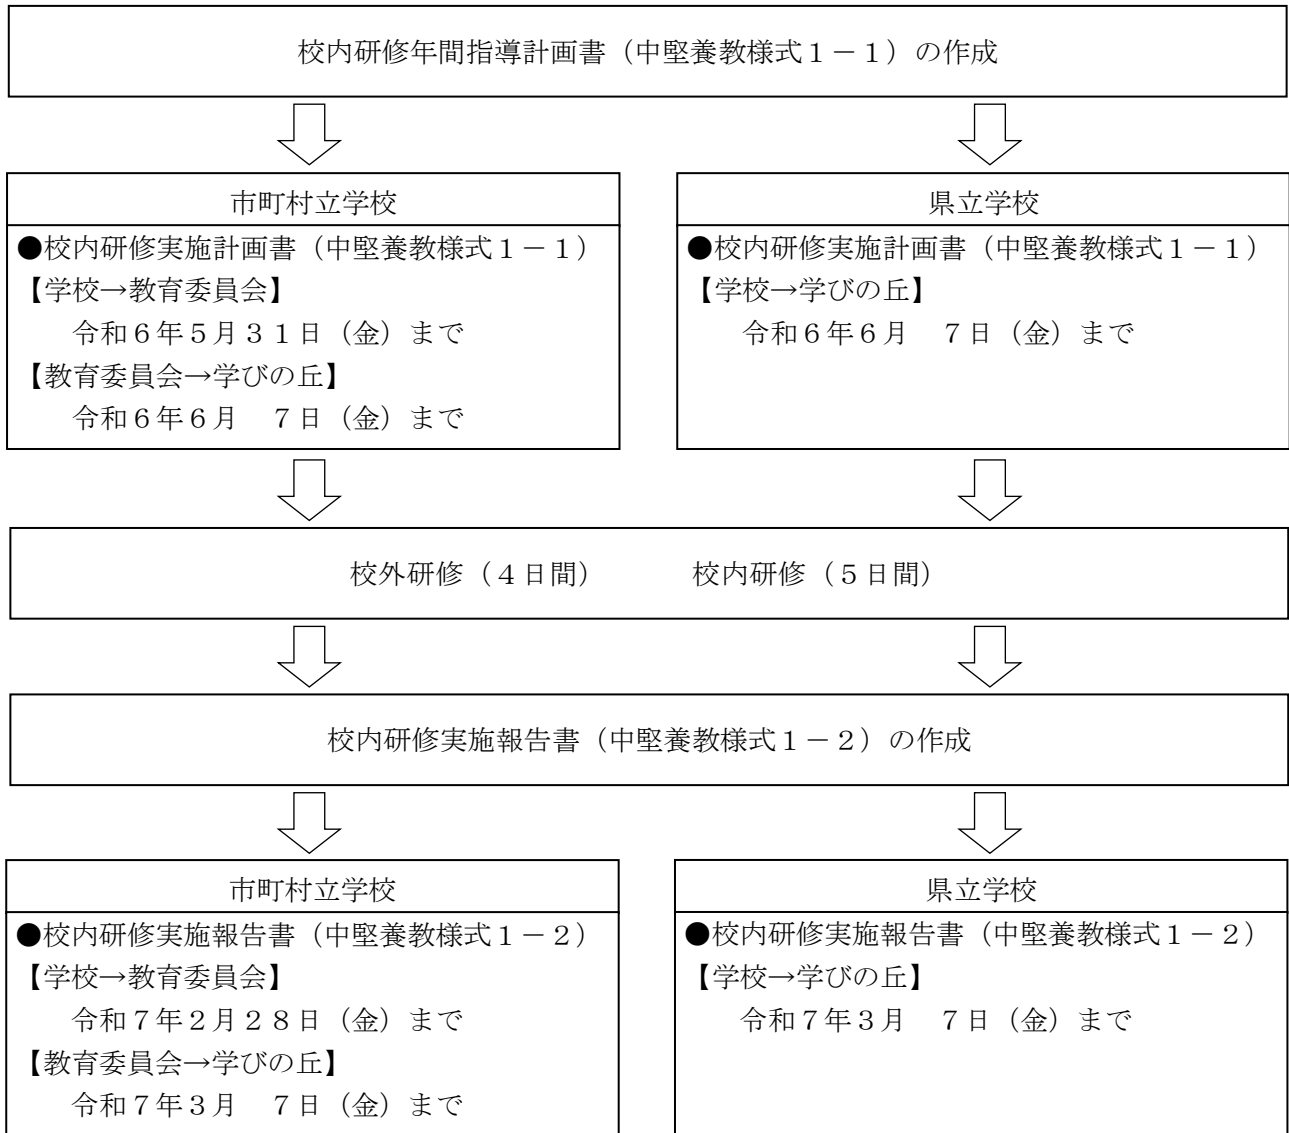 校内研修年間指導計画書（中堅養教様式１－１）の作成
市町村立学校
●校内研修実施計画書（中堅養教様式１－１）
【学校→教育委員会】
令和６年５月３１日（金）まで
【教育委員会→学びの丘】
令和６年６月　７日（金）まで
県立学校
●校内研修実施計画書（中堅養教様式１－１）
【学校→学びの丘】
令和６年６月　７日（金）まで
校外研修（４日間）　　　校内研修（５日間）
校内研修実施報告書（中堅養教様式１－２）の作成
市町村立学校
●校内研修実施報告書（中堅養教様式１－２）
【学校→教育委員会】
令和７年２月２８日（金）まで
【教育委員会→学びの丘】
令和７年３月　７日（金）まで
県立学校
●校内研修実施報告書（中堅養教様式１－２）
【学校→学びの丘】
令和７年３月　７日（金）まで